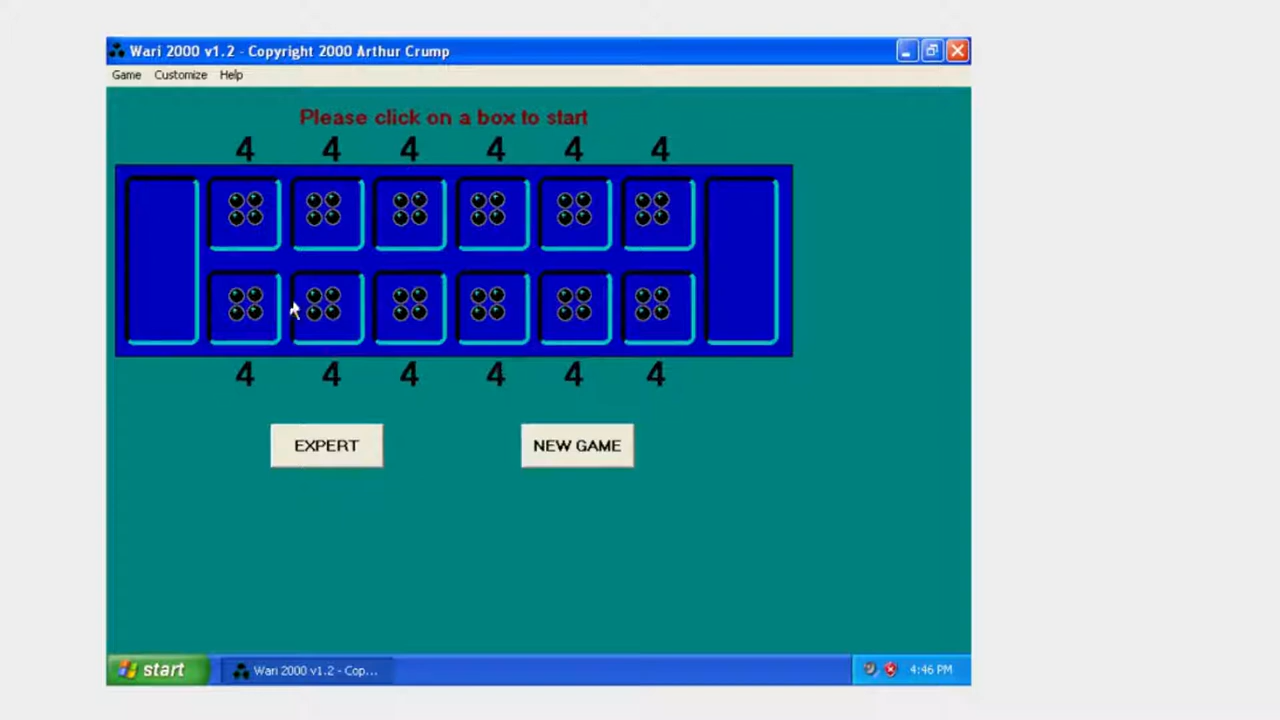 Wari 2000 v1.2 - Copyright 2000 Arthur Crump
Game Customize Help
Please click on a box to start
4 4 4 4 4 4
4 4 4 4 4 4
EXPERT NEW GAME
start Wari 2000 v1.2 - Cop... 4:46 PM